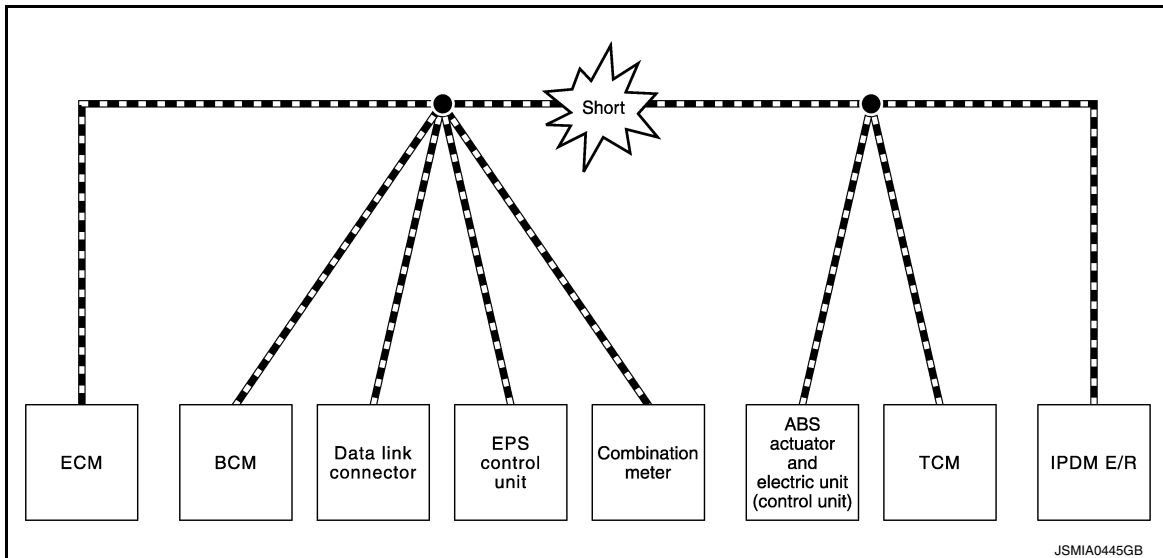 Short
ECM
BCM
Data link
connector
EPS
control
unit
Combination
meter
ABS
actuator
and
electric unit
(control unit)
TCM
IPDM E/R
JSMIA0445GB